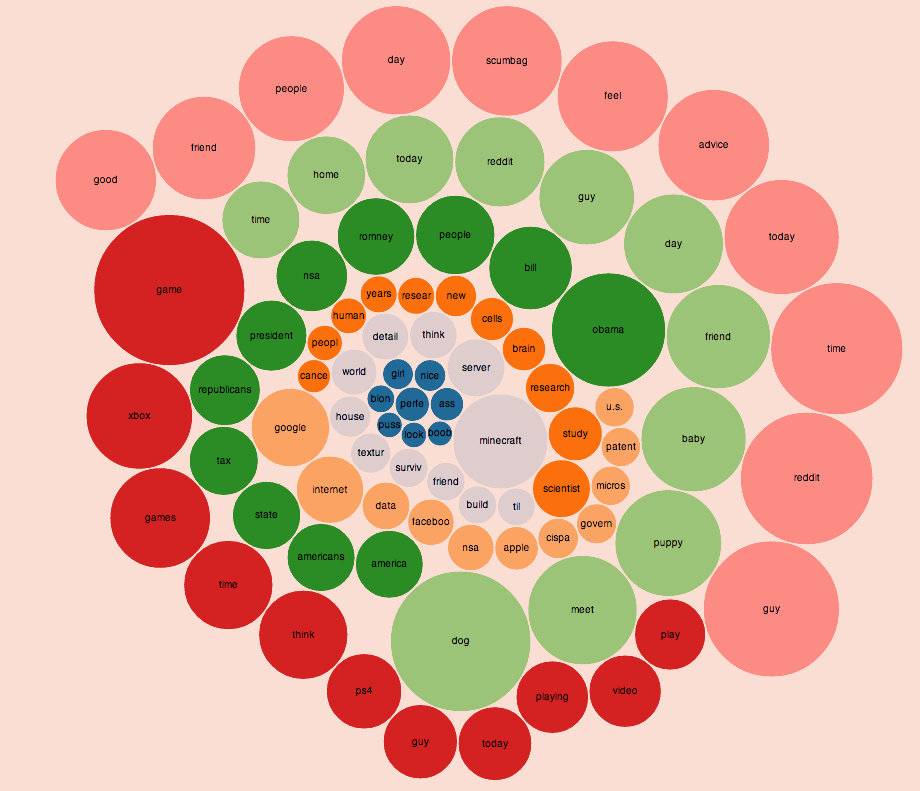 day
scumbag
people
feel
friend
advice
good
today
home
reddit
guy
time
today
romney
people
day
nsa
bill
game
years
resear
new
human
cells
obama
president
detail
think
friend
peopl
brain
time
cance
world
girl
nice
server
republicans
research
blon
perfe
ass
u.s.
xbox
house
google
puss
look
boob
minecraft
study
baby
patent
tax
textur
surviv
internet
friend
scientist
micros
reddit
games
state
data
build
til
faceboo
govern
americans
america
nsa
apple
cispa
puppy
time
think
dog
meet
play
guy
ps4
playing
video
guy
today